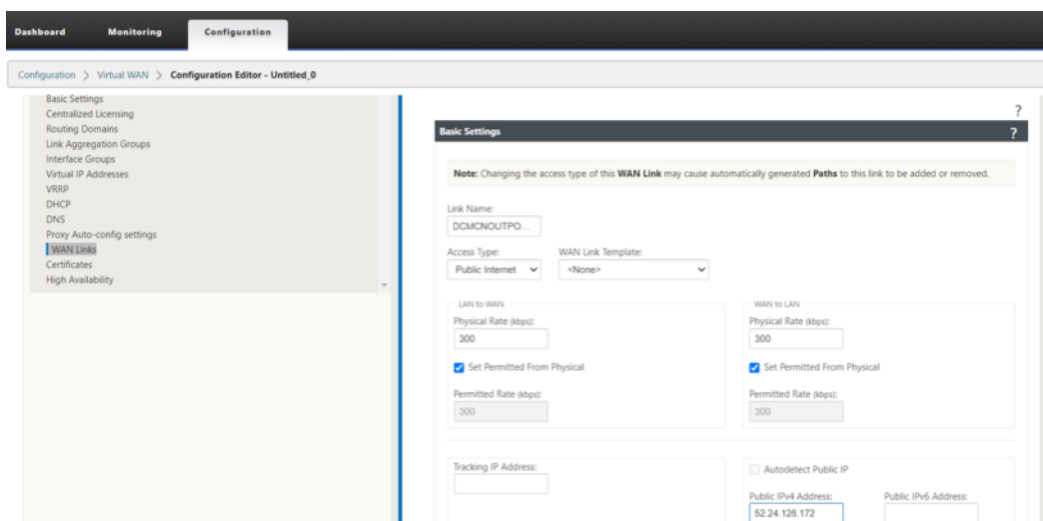 Dashboard Monitoring Configuration
Configuration > Virtual WAN > Configuration Editor - Untitled_0
Basic Settings
Centralized Licensing
Routing Domains
Link Aggregation Groups
Interface Groups
Virtual IP Addresses
VRRP
DHCP
DNS
Proxy Auto-config settings
WAN Links
Certificates
High Availability
?
Basic Settings ?
Note: Changing the access type of this WAN Link may cause automatically generated Paths to this link to be added or removed.
Link Name:
DCMCNOUTPO...
Access Type: WAN Link Template:
Public Internet <None>
LAN to WAN WAN to LAN
Physical Rate (kbps): Physical Rate (kbps):
300 300
Set Permitted From Physical Set Permitted From Physical
Permitted Rate (kbps): Permitted Rate (kbps):
300 300
Tracking IP Address: Autodetect Public IP
Public IPv4 Address: Public IPv6 Address:
52.24.126.172